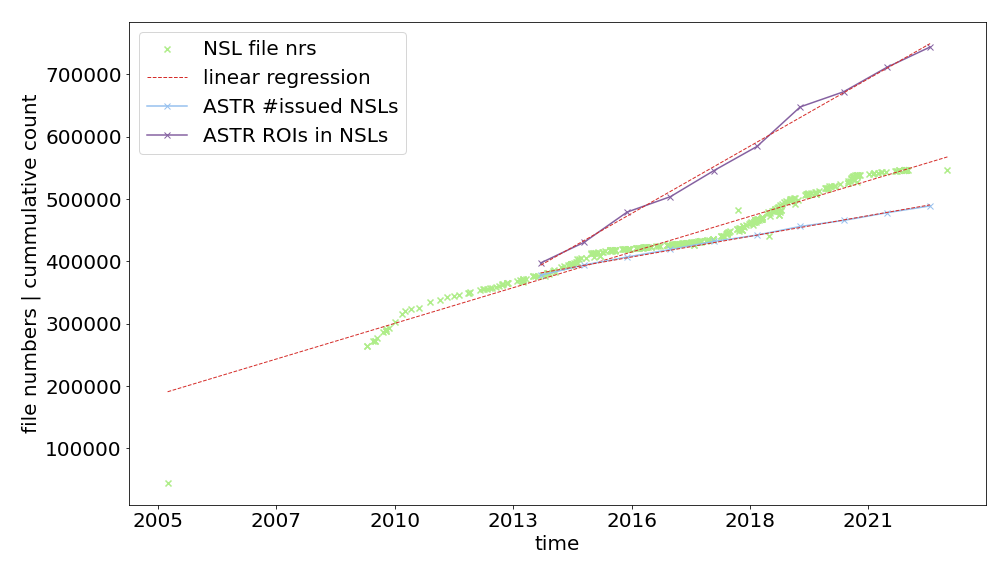 NSL file nrs
linear regression
ASTR #issued NSLs
ASTR ROIs in NSLs
file numbers | cummulative count
700000
600000
500000
400000
300000
200000
100000
2005
2007
2010
2013
2016
2018
2021
time